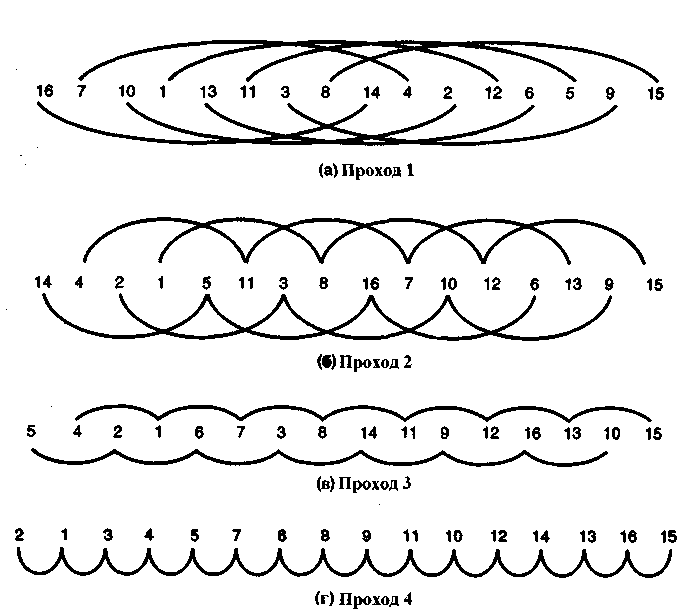 16 7 10 1 13 11 3 8 14 4 2 12 6 5 9 15
(а) Проход 1
14 4 2 1 5 11 3 8 16 7 10 12 6 13 9 15
(б) Проход 2
5 4 2 1 6 7 3 8 14 11 9 12 16 13 10 15
(в) Проход 3
2 1 3 4 5 7 6 8 9 11 10 12 14 13 16 15
(г) Проход 4